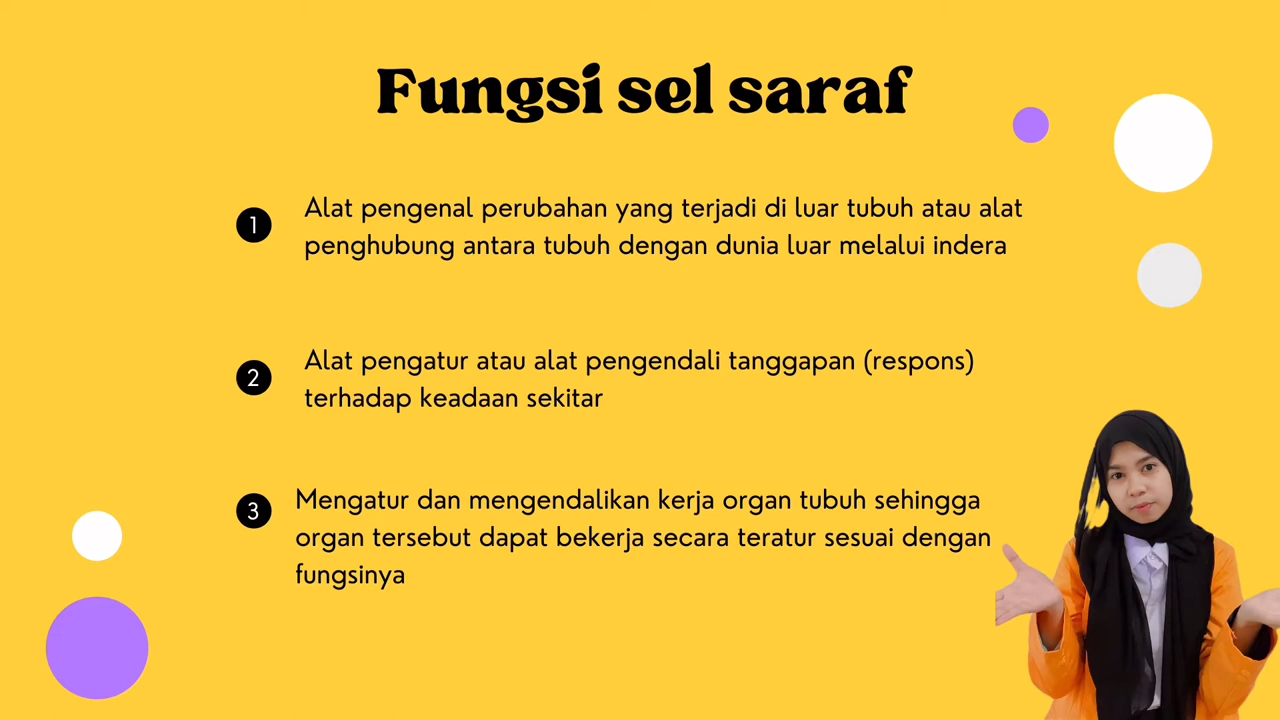 Fungsi sel saraf
1
Alat pengenal perubahan yang terjadi di luar tubuh atau alat
penghubung antara tubuh dengan dunia luar melalui indera
2
Alat pengatur atau alat pengendali tanggapan (respons)
terhadap keadaan sekitar
3
Mengatur dan mengendalikan kerja organ tubuh sehingga
organ tersebut dapat bekerja secara teratur sesuai dengan
fungsinya